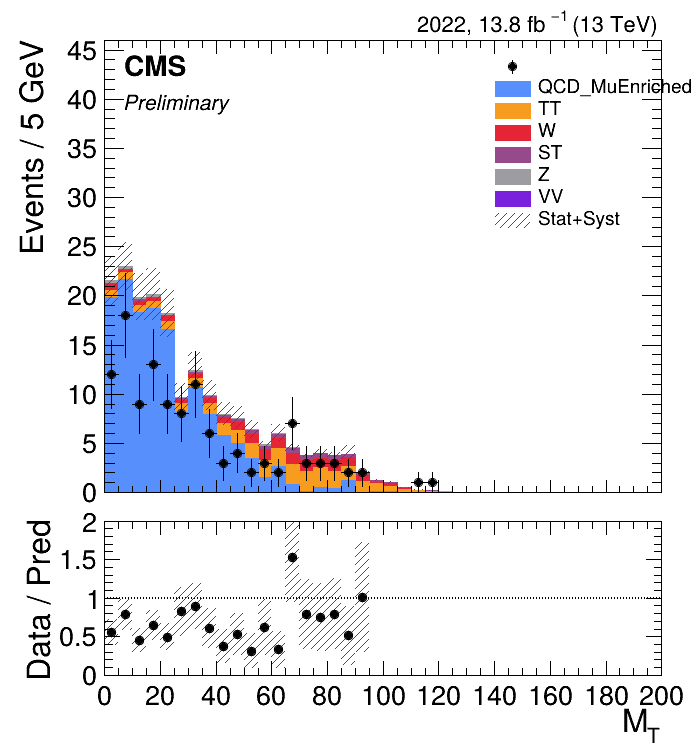 2022, 13.8 fb⁻¹ (13 TeV)
CMS
Preliminary
QCD_MuEnriched
TT
W
ST
Z
VV
Stat+Syst
Events / 5 GeV
45
40
35
30
25
20
15
10
5
0
Data / Pred
2
1.5
1
0.5
0
0 20 40 60 80 100 120 140 160 180 200
M_T